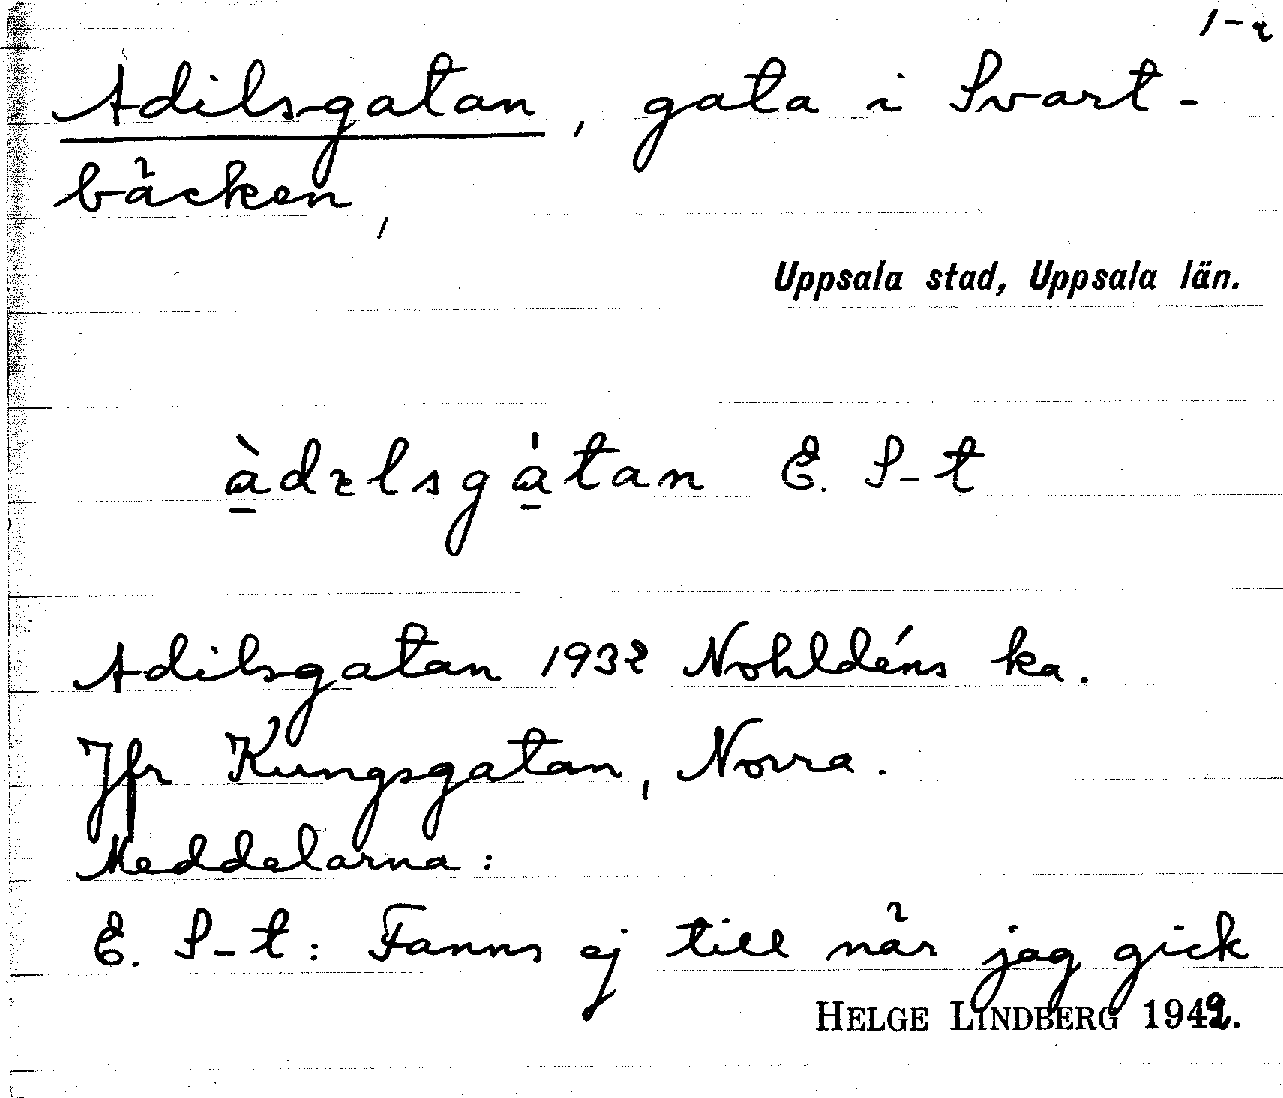 1-2
Adilsgatan, gata i Svart-
bäcken,
Uppsala stad, Uppsala län.
àdɩlsgátan E. S-t
Adilsgatan 1932 Nohldéns ka.
Jfr Kungsgatan, Norra.
Meddelarna:
E. S-t: Fanns ej till när jag gick
HELGE LINDBERG 1942.